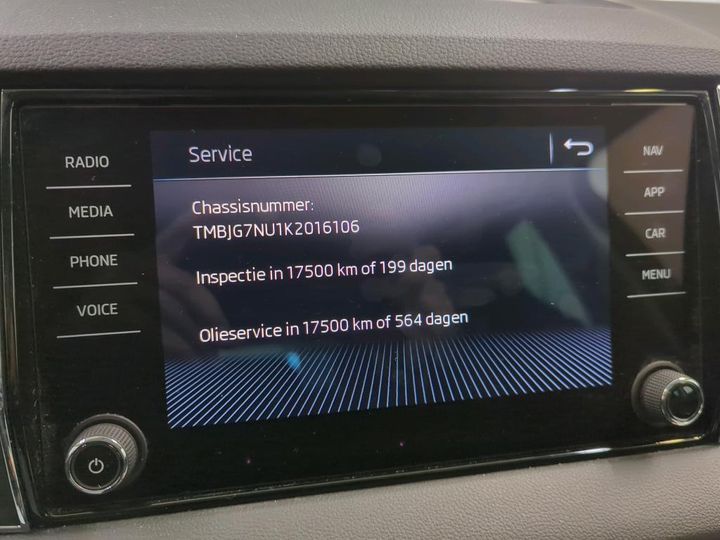 RADIO
MEDIA
PHONE
VOICE
Service
Chassisnummer:
TMBJG7NU1K2016106
Inspectie in 17500 km of 199 dagen
Olieservice in 17500 km of 564 dagen
NAV
APP
CAR
MENU